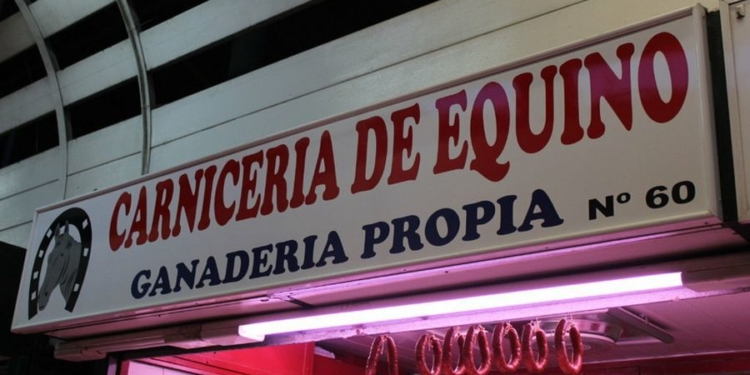 CARNICERIA DE EQUINO
GANADERIA PROPIA Nº 60